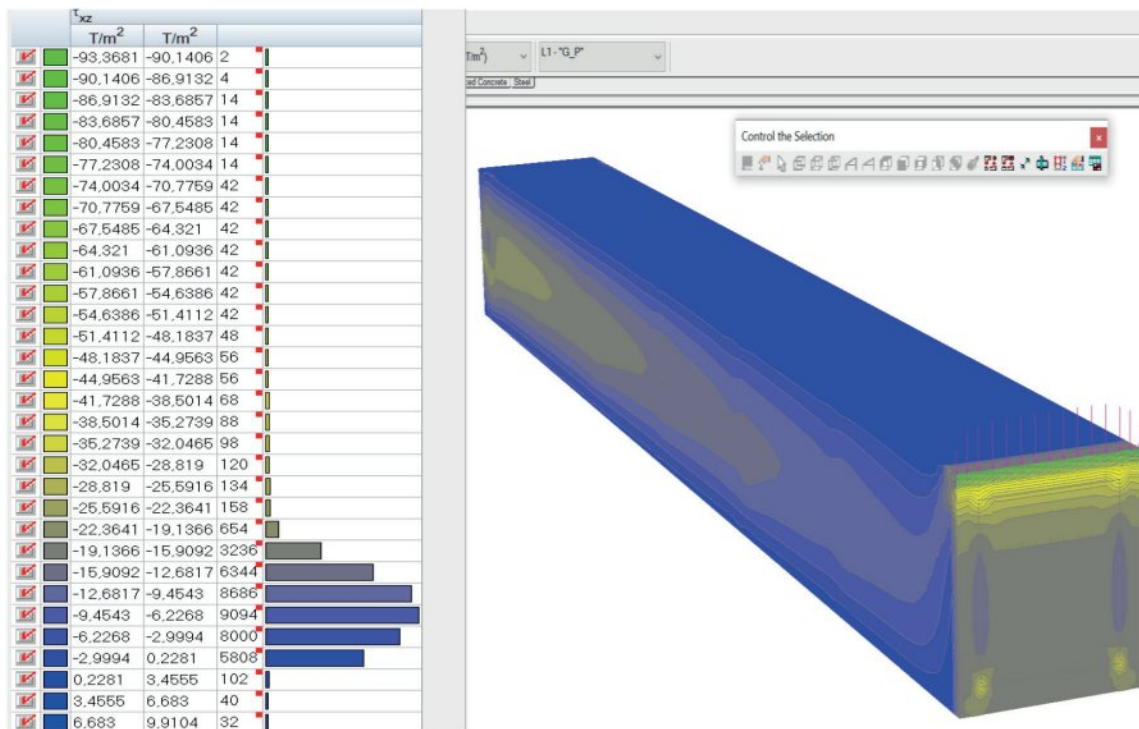 τxz
T/m² T/m²
-93,3681 -90,1406 2
-90,1406 -86,9132 4
-86,9132 -83,6857 14
-83,6857 -80,4583 14
-80,4583 -77,2308 14
-77,2308 -74,0034 14
-74,0034 -70,7759 42
-70,7759 -67,5485 42
-67,5485 -64,321 42
-64,321 -61,0936 42
-61,0936 -57,8661 42
-57,8661 -54,6386 42
-54,6386 -51,4112 42
-51,4112 -48,1837 48
-48,1837 -44,9563 56
-44,9563 -41,7288 56
-41,7288 -38,5014 68
-38,5014 -35,2739 88
-35,2739 -32,0465 98
-32,0465 -28,819 120
-28,819 -25,5916 134
-25,5916 -22,3641 158
-22,3641 -19,1366 654
-19,1366 -15,9092 3236
-15,9092 -12,6817 6344
-12,6817 -9,4543 8686
-9,4543 -6,2268 9094
-6,2268 -2,9994 8000
-2,9994 0,2281 5808
0,2281 3,4555 102
3,4555 6,683 40
6,683 9,9104 32
T/m²) L1 - "G_P"
ced Concrete Steel
Control the Selection